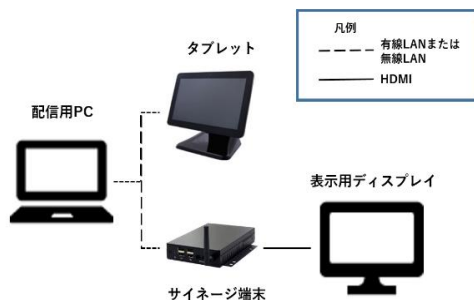 凡例
有線LANまたは
無線LAN
HDMI
タブレット
配信用PC
表示用ディスプレイ
サイネージ端末